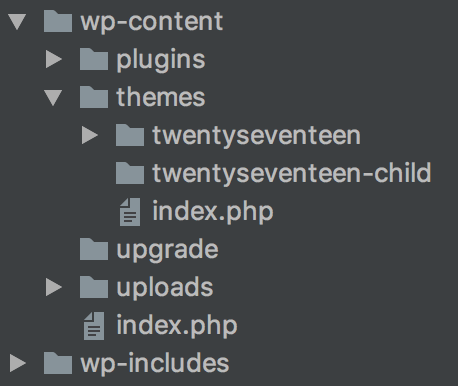 wp-content
plugins
themes
twentyseventeen
twentyseventeen-child
index.php
upgrade
uploads
index.php
wp-includes